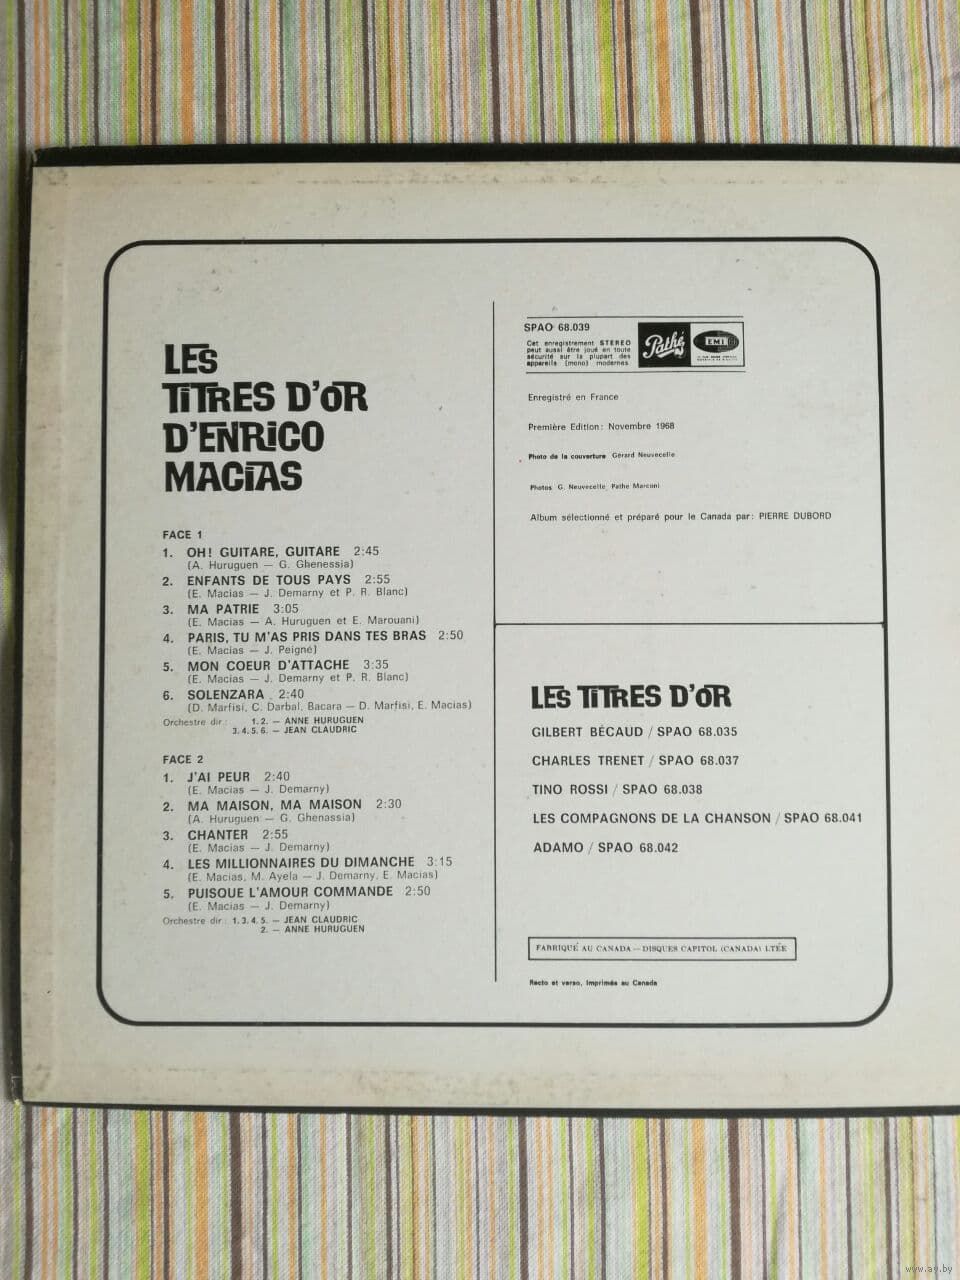 LES
TITRES D'OR
D'ENRICO
MACIAS
FACE 1
1. OH! GUITARE, GUITARE 2:45
(A. Huruguen — G. Ghenessia)
2. ENFANTS DE TOUS PAYS 2:55
(E. Macias — J. Demarny et P. R. Blanc)
3. MA PATRIE 3:05
(E. Macias — A. Huruguen et E. Marouani)
4. PARIS, TU M'AS PRIS DANS TES BRAS 2:50
(E. Macias — J. Peigné)
5. MON COEUR D'ATTACHE 3:35
(E. Macias — J. Demarny et P. R. Blanc)
6. SOLENZARA 2:40
(D. Marfisi, C. Darbal, Bacara — D. Marfisi, E. Macias)
Orchestre dir.: 1.2. — ANNE HURUGUEN
3.4.5.6. — JEAN CLAUDRIC
FACE 2
1. J'AI PEUR 2:40
(E. Macias — J. Demarny)
2. MA MAISON, MA MAISON 2:30
(A. Huruguen — G. Ghenassia)
3. CHANTER 2:55
(E. Macias — J. Demarny)
4. LES MILLIONNAIRES DU DIMANCHE 3:15
(E. Macias, M. Ayela — J. Demarny, E. Macias)
5. PUISQUE L'AMOUR COMMANDE 2:50
(E. Macias — J. Demarny)
Orchestre dir.: 1.3.4.5. — JEAN CLAUDRIC
2. — ANNE HURUGUEN
SPAO 68.039
Cet enregistrement STEREO
peut aussi être joué en toute
sécurité sur la plupart des
appareils (mono) modernes
Pathé
EMI
Enregistré en France
Première Edition: Novembre 1968
Photo de la couverture Gérard Neuvecelle
Photos G. Neuvecelle, Pathe Marconi
Album sélectionné et préparé pour le Canada par: PIERRE DUBORD
LES TITRES D'OR
GILBERT BÉCAUD / SPAO 68.035
CHARLES TRENET / SPAO 68.037
TINO ROSSI / SPAO 68.038
LES COMPAGNONS DE LA CHANSON / SPAO 68.041
ADAMO / SPAO 68.042
FABRIQUÉ AU CANADA — DISQUES CAPITOL (CANADA) LTÉE
Recto et verso, Imprimés au Canada
www.ay.by